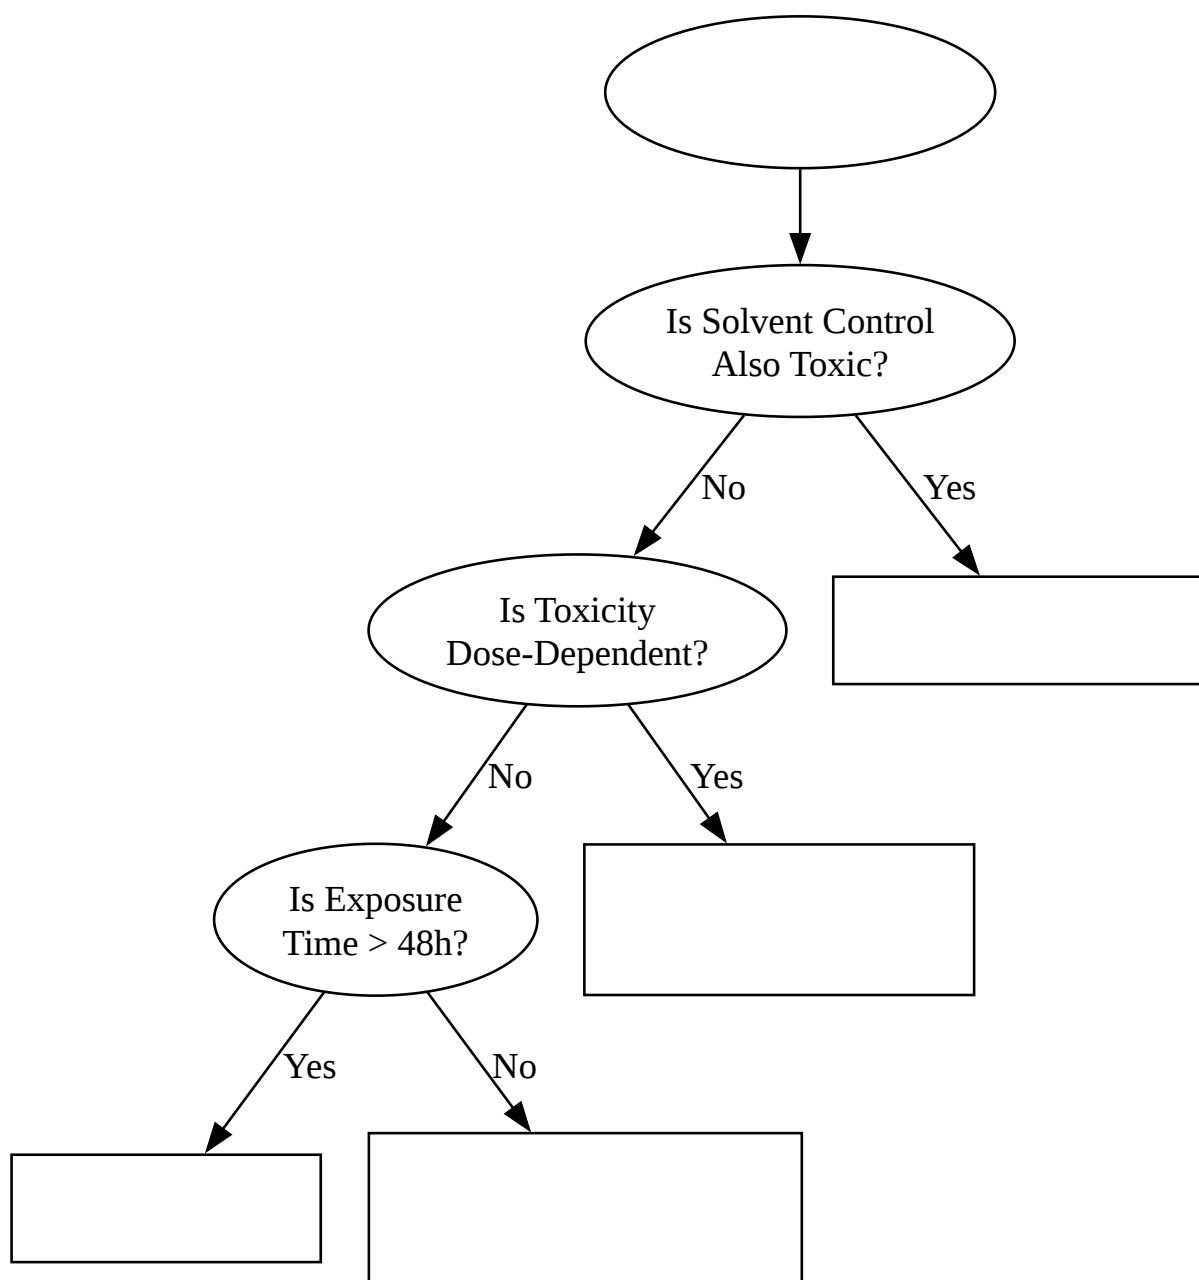 Is Solvent Control
Also Toxic?
No
Yes
Is Toxicity
Dose-Dependent?
No
Yes
Is Exposure
Time > 48h?
Yes
No